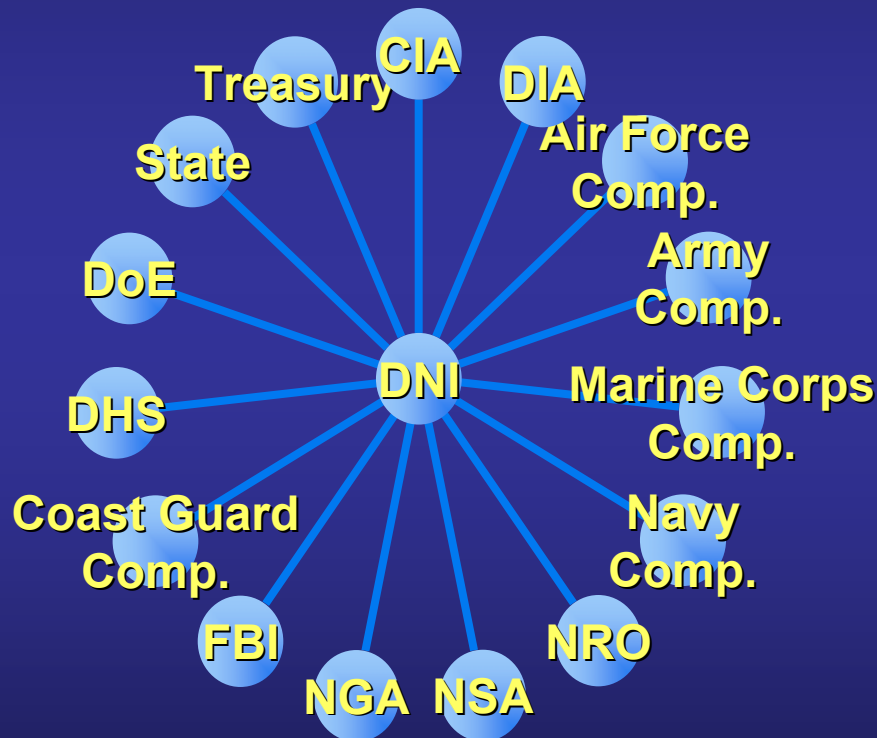 CIA
DIA
Air Force
Comp.
Army
Comp.
Marine Corps
Comp.
Navy
Comp.
NRO
NSA
NGA
FBI
Coast Guard
Comp.
DHS
DoE
State
Treasury
DNI